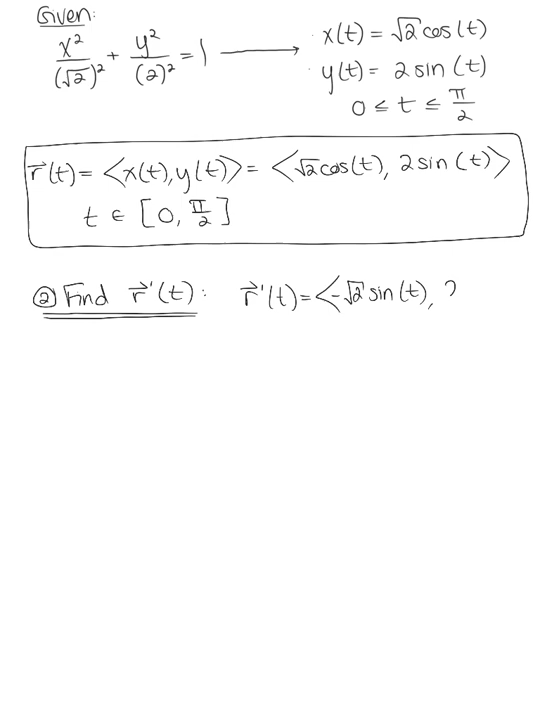 Given:
x²/(√2)² + y²/(2)² = 1 ⟶ x(t) = √2 cos(t)
y(t) = 2 sin(t)
0 ≤ t ≤ π/2
r⃗(t) = <x(t), y(t)> = <√2cos(t), 2 sin(t)>
t ∈ [0, π/2]
② Find r⃗'(t): r⃗'(t) = <-√2 sin(t), 2